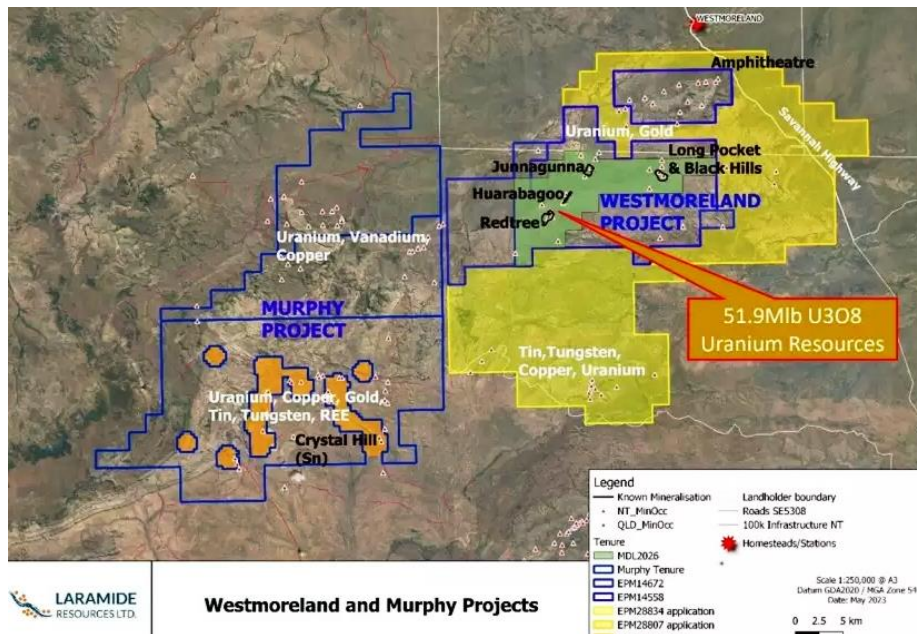 WESTMORELAND
Amphitheatre
Savannah Highway
Uranium, Gold
Junnagunna
Long Pocket
& Black Hills
Huarabagoo
Redtree
WESTMORELAND
PROJECT
Uranium, Vanadium,
Copper
MURPHY
PROJECT
51.9Mlb U3O8
Uranium Resources
Tin,Tungsten,
Copper, Uranium
Uranium, Copper, Gold,
Tin, Tungsten, REE
Crystal Hill
(Sn)
Legend
Known Mineralisation
NT_MinOcc
QLD_MinOcc
Tenure
MDL2026
Murphy Tenure
EPM14672
EPM14558
EPM28834 application
EPM28807 application
Landholder boundary
Roads SE5308
100k Infrastructure NT
Homesteads/Stations
Scale 1:250,000 @ A3
Datum GDA2020 / MGA Zone
Date: May 2023
0 2.5 5 km
LARAMIDE
RESOURCES LTD.
Westmoreland and Murphy Projects